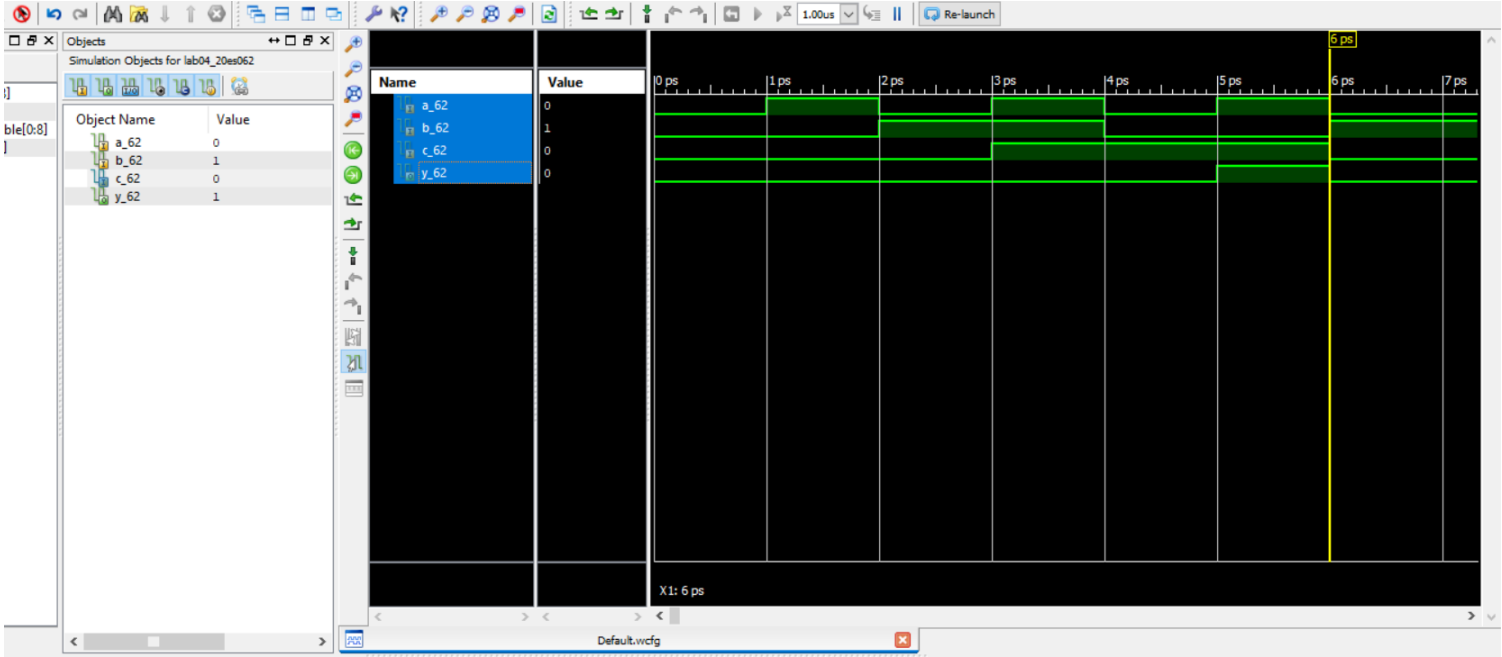 1.00us
Re-launch
Objects
Simulation Objects for lab04_20es062
Object Name Value
a_62 0
b_62 1
c_62 0
y_62 1
]
ble[0:8]
]
Name Value
a_62 0
b_62 1
c_62 0
y_62 0
6 ps
0 ps 1 ps 2 ps 3 ps 4 ps 5 ps 6 ps 7 ps
X1: 6 ps
Default.wcfg